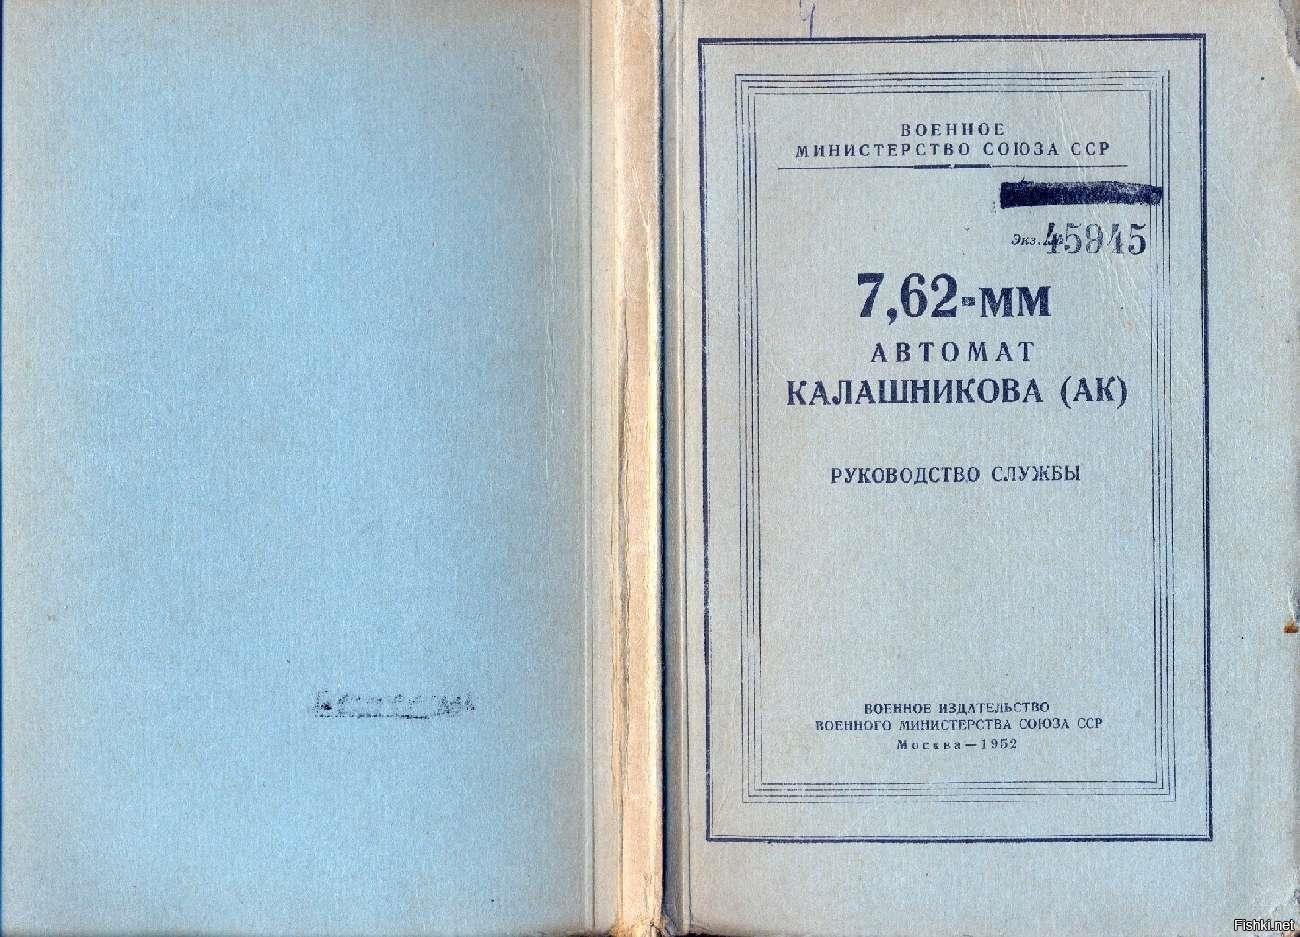 ВОЕННОЕ
МИНИСТЕРСТВО СОЮЗА ССР
Экз. 45945
7,62-мм
АВТОМАТ
КАЛАШНИКОВА (АК)
РУКОВОДСТВО СЛУЖБЫ
ВОЕННОЕ ИЗДАТЕЛЬСТВО
ВОЕННОГО МИНИСТЕРСТВА СОЮЗА ССР
Москва — 1952
Fishki.net